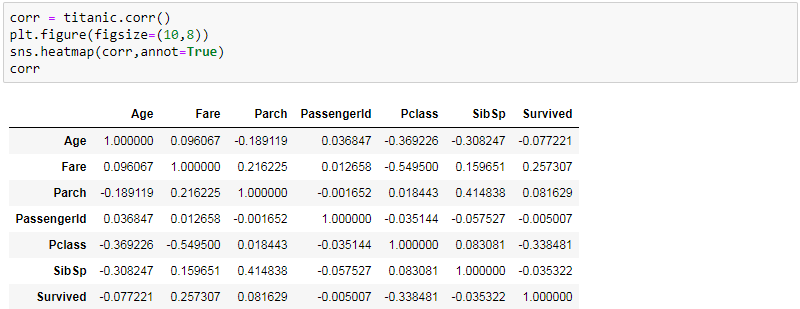 corr = titanic.corr()
plt.figure(figsize=(10,8))
sns.heatmap(corr,annot=True)
corr
Age Fare Parch PassengerId Pclass SibSp Survived
Age 1.000000 0.096067 -0.189119 0.036847 -0.369226 -0.308247 -0.077221
Fare 0.096067 1.000000 0.216225 0.012658 -0.549500 0.159651 0.257307
Parch -0.189119 0.216225 1.000000 -0.001652 0.018443 0.414838 0.081629
PassengerId 0.036847 0.012658 -0.001652 1.000000 -0.035144 -0.057527 -0.005007
Pclass -0.369226 -0.549500 0.018443 -0.035144 1.000000 0.083081 -0.338481
SibSp -0.308247 0.159651 0.414838 -0.057527 0.083081 1.000000 -0.035322
Survived -0.077221 0.257307 0.081629 -0.005007 -0.338481 -0.035322 1.000000